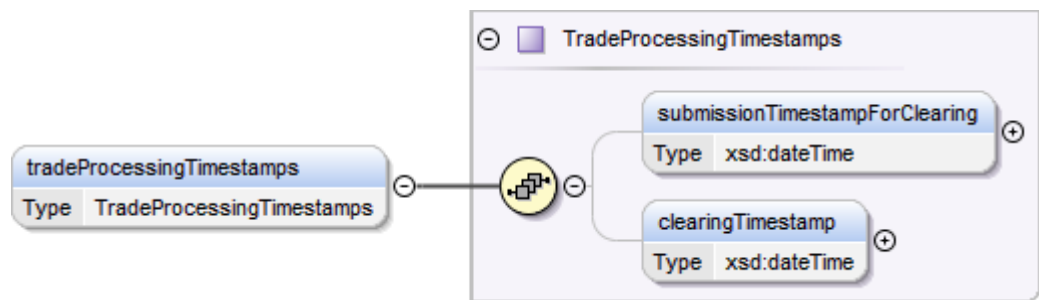 TradeProcessingTimestamps
submissionTimestampForClearing
Type xsd:dateTime
tradeProcessingTimestamps
Type TradeProcessingTimestamps
clearingTimestamp
Type xsd:dateTime